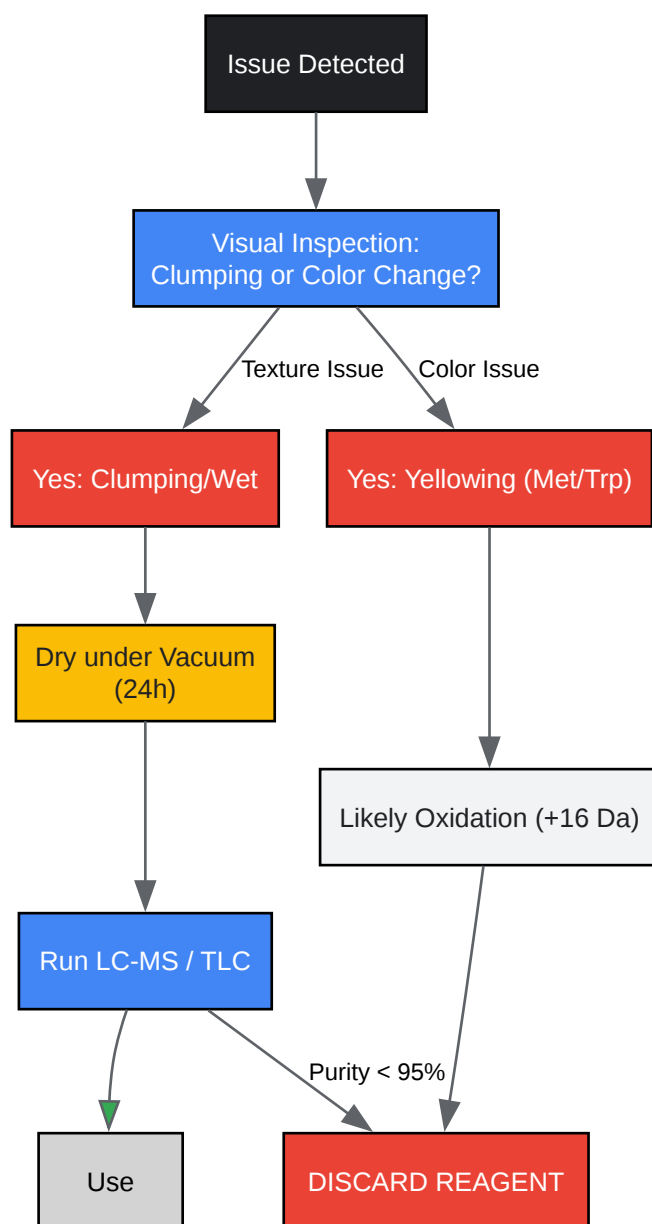 Issue Detected
Visual Inspection:
Clumping or Color Change?
Texture Issue
Color Issue
Yes: Clumping/Wet
Yes: Yellowing (Met/Trp)
Dry under Vacuum
(24h)
Likely Oxidation (+16 Da)
Run LC-MS / TLC
Purity < 95%
Use
DISCARD REAGENT